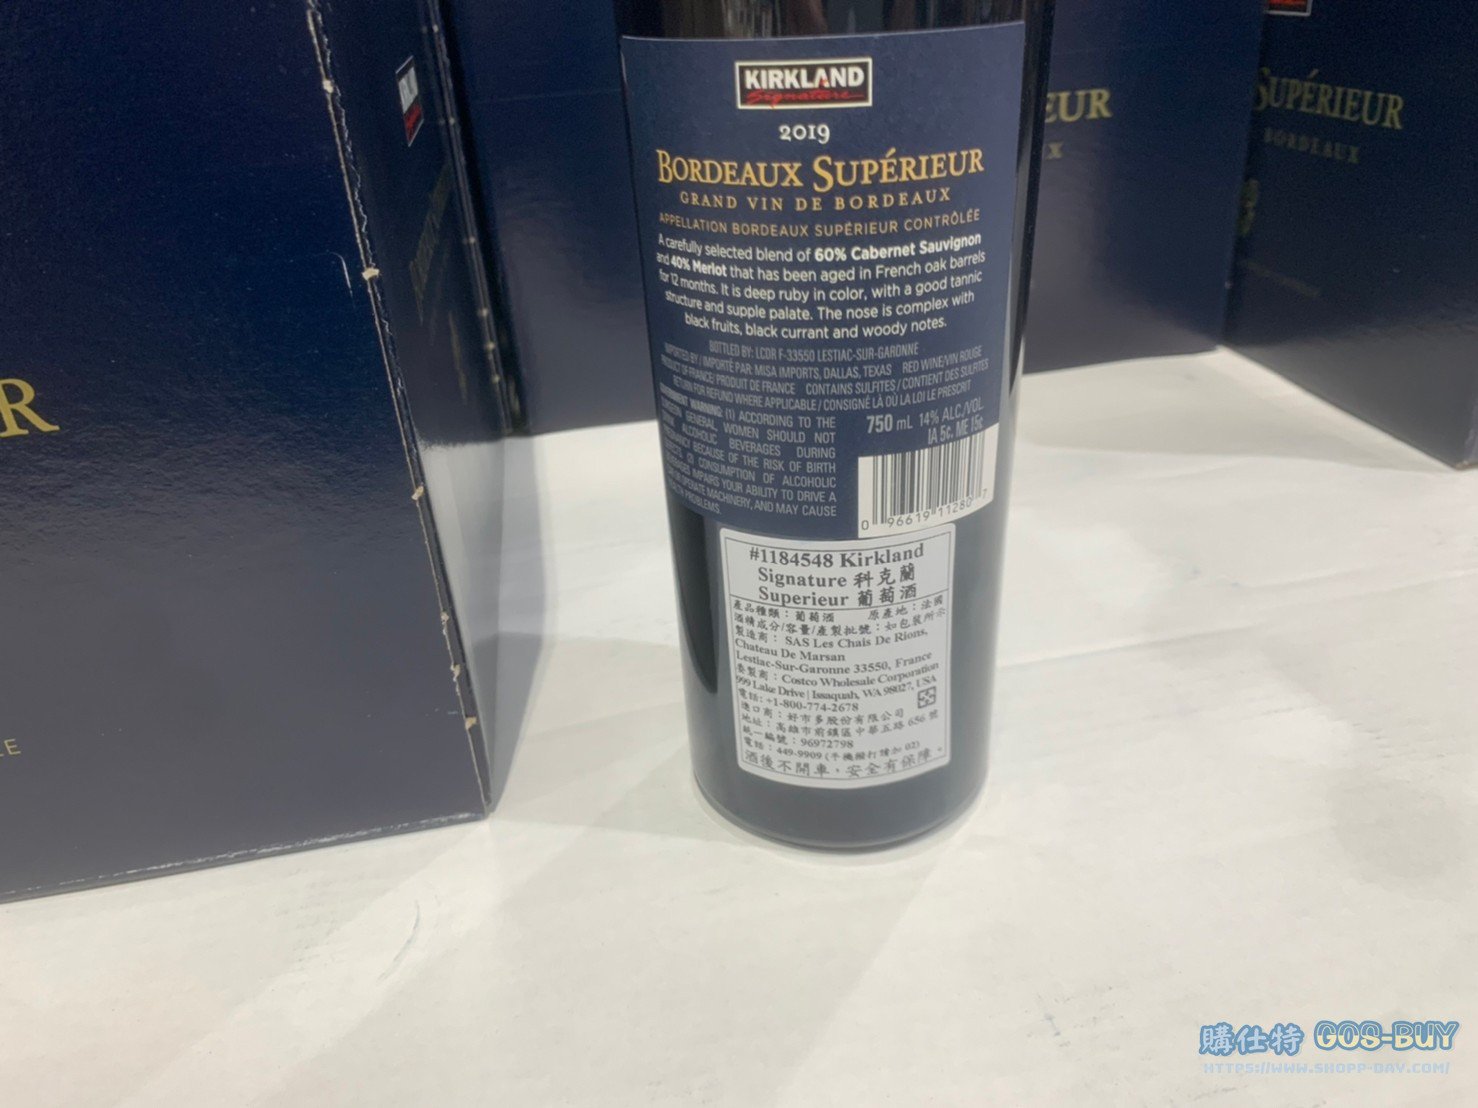 KIRKLAND
Signature
2019
BORDEAUX SUPÉRIEUR
GRAND VIN DE BORDEAUX
APPELLATION BORDEAUX SUPÉRIEUR CONTRÔLÉE
A carefully selected blend of 60% Cabernet Sauvignon
and 40% Merlot that has been aged in French oak barrels
for 12 months. It is deep ruby in color, with a good tannic
structure and supple palate. The nose is complex with
black fruits, black currant and woody notes.
BOTTLED BY: LCDR F-33550 LESTIAC-SUR-GARONNE
IMPORTED BY / IMPORTÉ PAR: MISA IMPORTS, DALLAS, TEXAS RED WINE/VIN ROUGE
PRODUCT OF FRANCE/ PRODUIT DE FRANCE CONTAINS SULFITES / CONTIENT DES SULFITES
RETURN FOR REFUND WHERE APPLICABLE / CONSIGNÉ LÀ OÙ LA LOI LE PRESCRIT
WARNING: (1) ACCORDING TO THE
GENERAL, WOMEN SHOULD NOT
ALCOHOLIC BEVERAGES DURING
BECAUSE OF THE RISK OF BIRTH
(2) CONSUMPTION OF ALCOHOLIC
IMPAIRS YOUR ABILITY TO DRIVE A
OPERATE MACHINERY, AND MAY CAUSE
PROBLEMS.
750 mL 14% ALC./VOL.
IA 5¢, ME 15¢
0 96619 11280 7
#1184548 Kirkland
Signature 科克蘭
Superieur 葡萄酒
產品種類：葡萄酒 原產地：法國
酒精成分/容量/產製批號：如包裝所示
製造商：SAS Les Chais De Rions,
Chateau De Marsan
Lestiac-Sur-Garonne 33550, France
委製商：Costco Wholesale Corporation
999 Lake Drive | Issaquah, WA 98027, USA
電話：+1-800-774-2678
進口商：好市多股份有限公司
地址：高雄市前鎮區中華五路 656 號
統一編號：96972798
電話：449-9909 (手機撥打請加 02)
酒後不開車，安全有保障。
R
LE
EUR
X
SUPÉRIEUR
BORDEAUX
購仕特 GOS-BUY
HTTPS://WWW.SHOPP-DAY.COM/